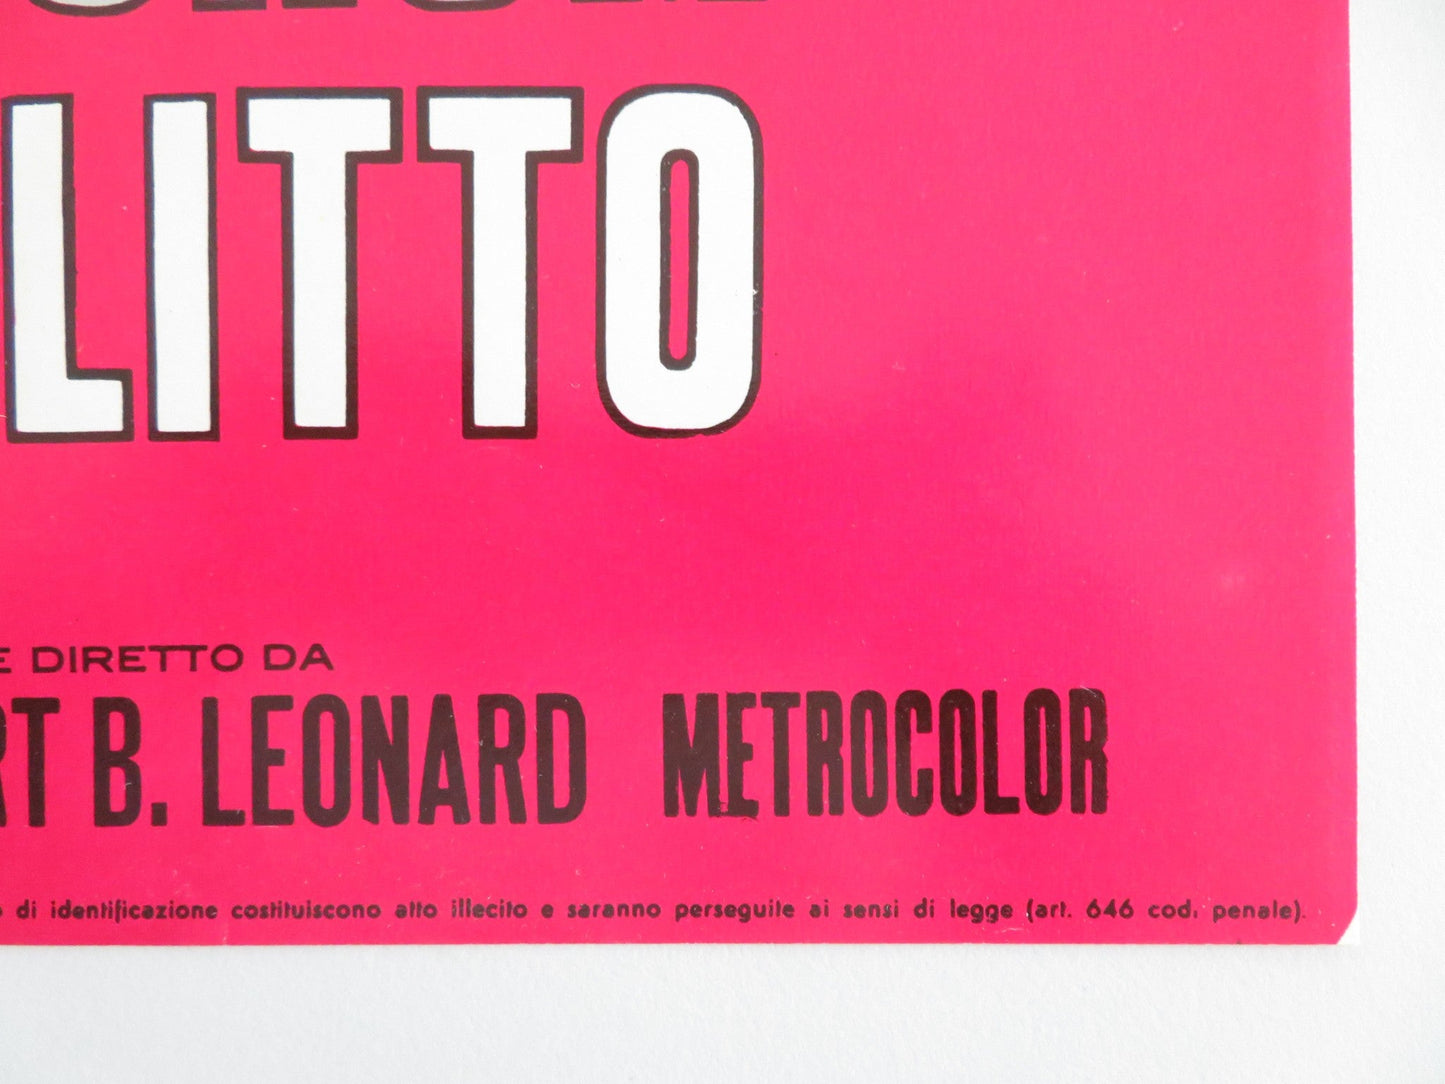 LITTO
E DIRETTO DA
RT B. LEONARD METROCOLOR
o di identificazione costituiscono atto illecito e saranno perseguite ai sensi di legge (art. 646 cod. penale).